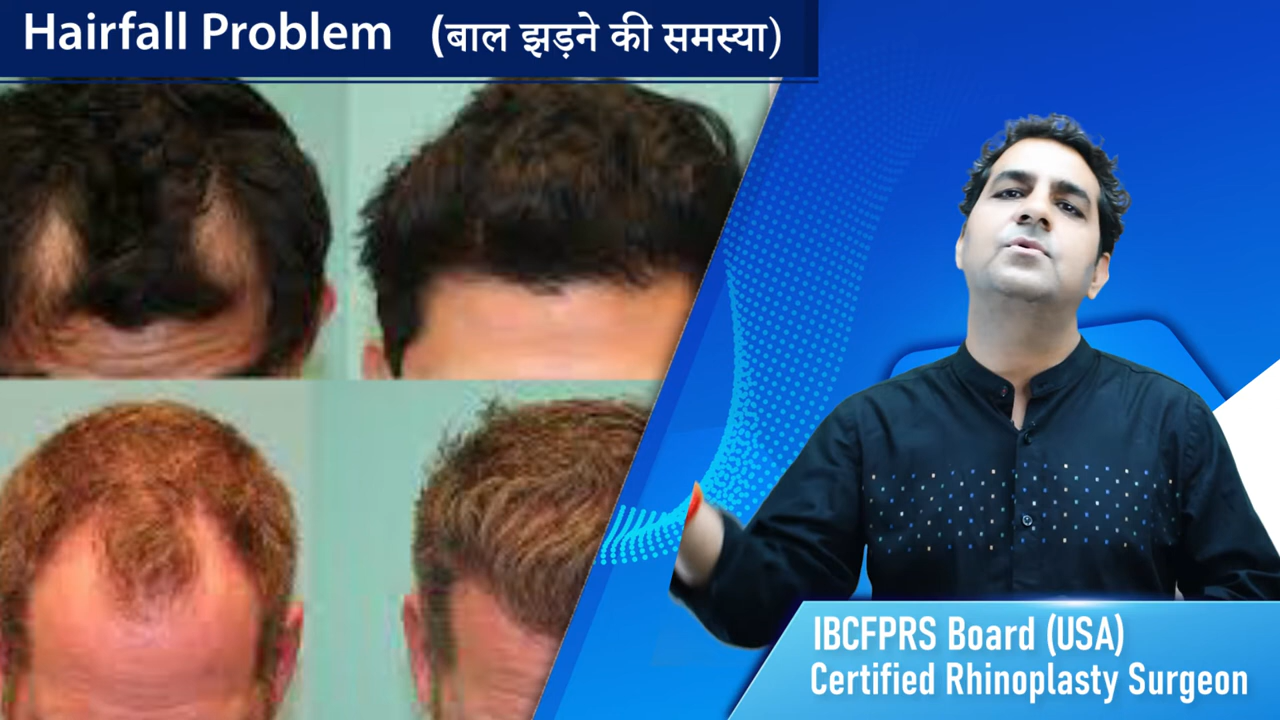 Hairfall Problem (बाल झड़ने की समस्या)
IBCFPRS Board (USA)
Certified Rhinoplasty Surgeon